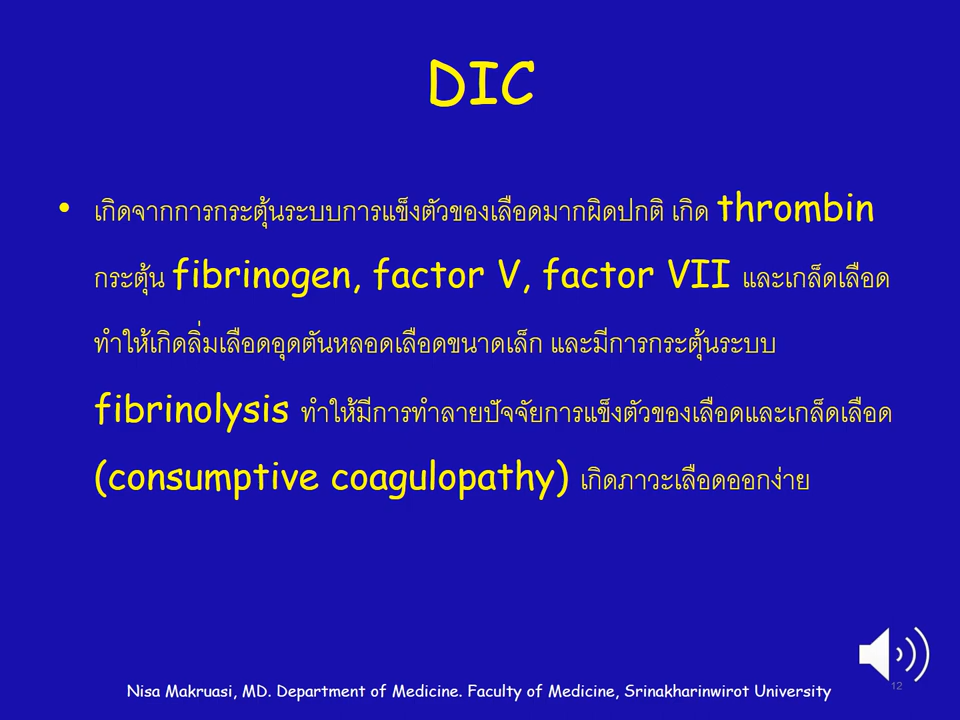 DIC
• เกิดจากการกระตุ้นระบบการแข็งตัวของเลือดมากผิดปกติ เกิด thrombin
กระตุ้น fibrinogen, factor V, factor VII และเกล็ดเลือด
ทำให้เกิดลิ่มเลือดอุดตันหลอดเลือดขนาดเล็ก และมีการกระตุ้นระบบ
fibrinolysis ทำให้มีการทำลายปัจจัยการแข็งตัวของเลือดและเกล็ดเลือด
(consumptive coagulopathy) เกิดภาวะเลือดออกง่าย
Nisa Makruasi, MD. Department of Medicine. Faculty of Medicine, Srinakharinwirot University
12